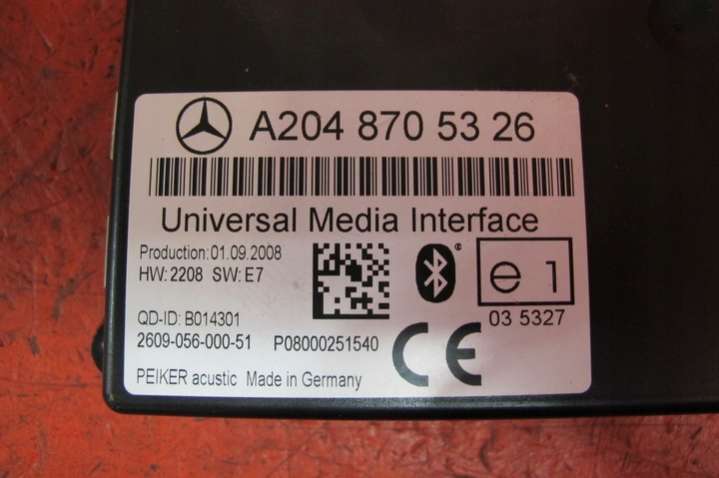 A204 870 53 26
Universal Media Interface
Production:01.09.2008
HW:2208 SW:E7
e 1
QD-ID: B014301
03 5327
2609-056-000-51 P08000251540
CE
PEIKER acustic Made in Germany